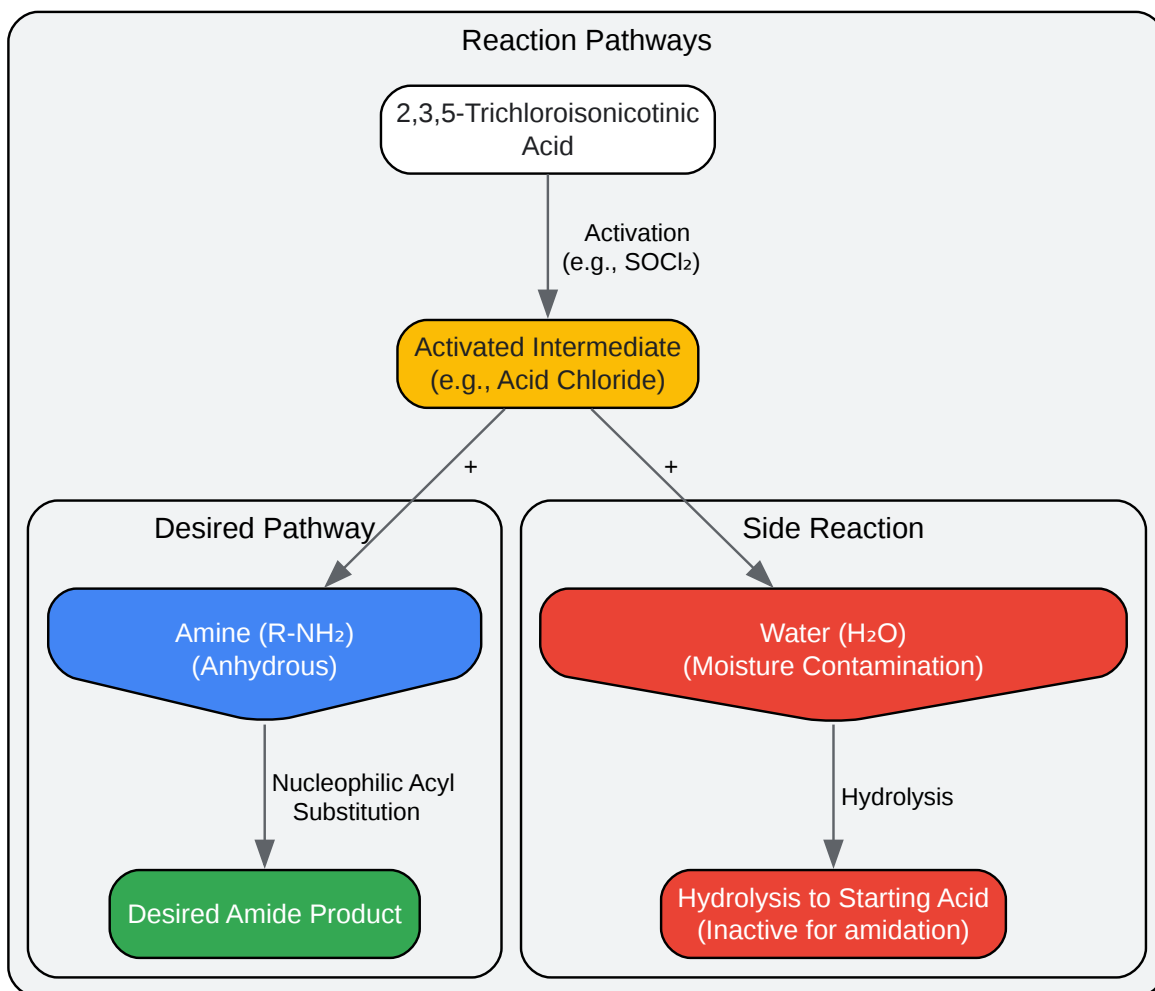 Reaction Pathways
2,3,5-Trichloroisonicotinic
Acid
Activation
(e.g., SOCl₂)
Activated Intermediate
(e.g., Acid Chloride)
+
+
Desired Pathway
Side Reaction
Amine (R-NH₂)
(Anhydrous)
Water (H₂O)
(Moisture Contamination)
Nucleophilic Acyl
Substitution
Hydrolysis
Desired Amide Product
Hydrolysis to Starting Acid
(Inactive for amidation)